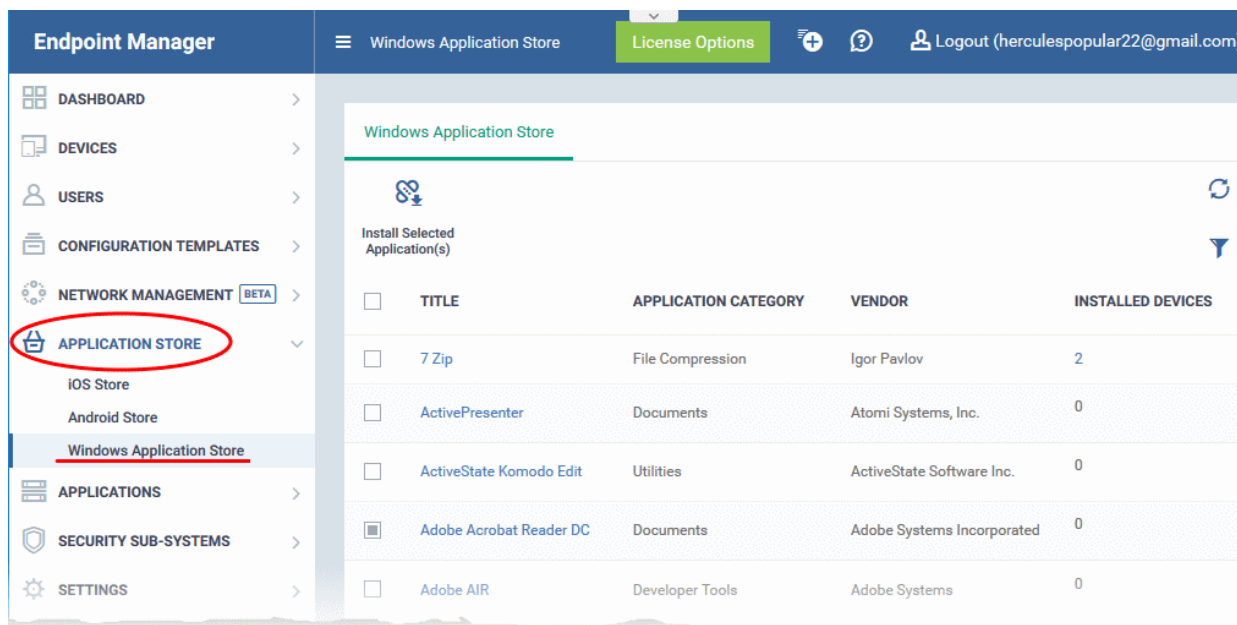 Endpoint Manager
Windows Application Store
License Options
Logout (herculespopular22@gmail.com)
DASHBOARD
DEVICES
USERS
CONFIGURATION TEMPLATES
NETWORK MANAGEMENT BETA
APPLICATION STORE
iOS Store
Android Store
Windows Application Store
APPLICATIONS
SECURITY SUB-SYSTEMS
SETTINGS
Windows Application Store
Install Selected
Application(s)
TITLE APPLICATION CATEGORY VENDOR INSTALLED DEVICES
7 Zip File Compression Igor Pavlov 2
ActivePresenter Documents Atomi Systems, Inc. 0
ActiveState Komodo Edit Utilities ActiveState Software Inc. 0
Adobe Acrobat Reader DC Documents Adobe Systems Incorporated 0
Adobe AIR Developer Tools Adobe Systems 0